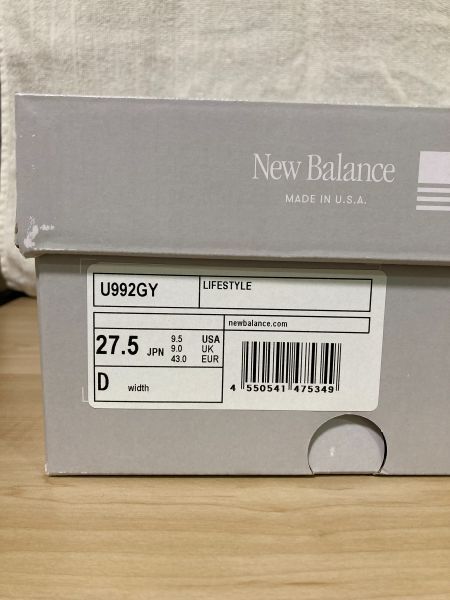 New Balance
MADE IN U.S.A.
U992GY
LIFESTYLE
newbalance.com
27.5 JPN
9.5 USA
9.0 UK
43.0 EUR
D width
4 550541 475349